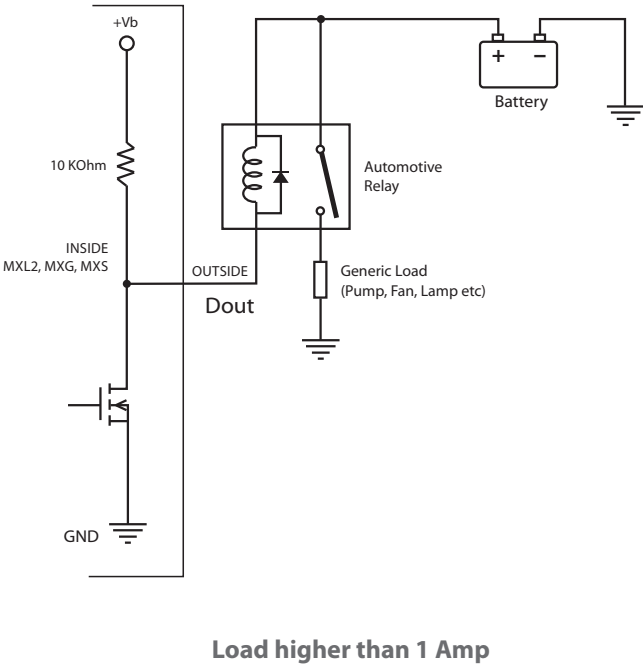 +Vb
+ −
Battery
10 KOhm
Automotive
Relay
INSIDE
MXL2, MXG, MXS
OUTSIDE
Generic Load
(Pump, Fan, Lamp etc)
Dout
GND
Load higher than 1 Amp